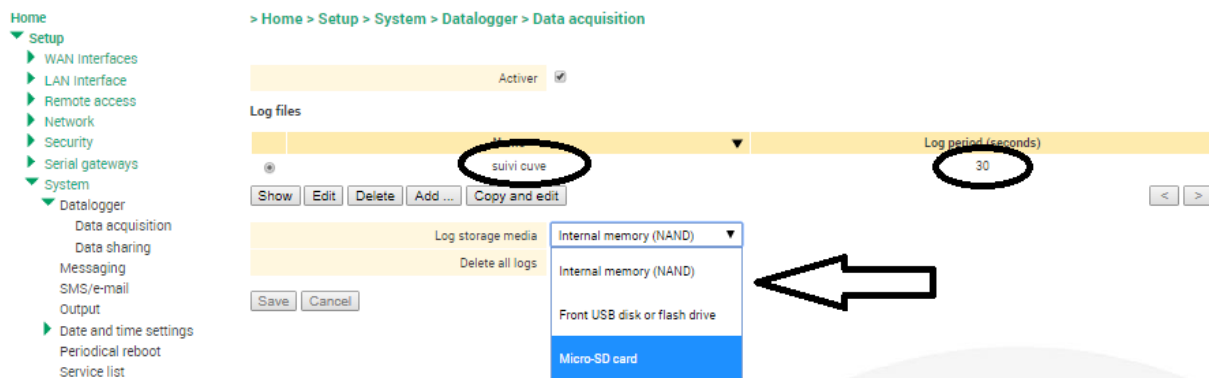 Home
> Home > Setup > System > Datalogger > Data acquisition
Setup
WAN Interfaces
LAN Interface
Activer
Remote access
Log files
Network
Security
Log period (seconds)
Serial gateways
suivi cuve
30
System
Show Edit Delete Add ... Copy and edit < >
Datalogger
Data acquisition
Log storage media Internal memory (NAND)
Data sharing
Messaging
Delete all logs
Internal memory (NAND)
SMS/e-mail
Save Cancel
Output
Front USB disk or flash drive
Date and time settings
Periodical reboot
Micro-SD card
Service list